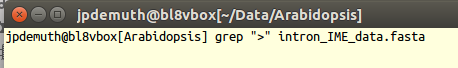 jpdemuth@bl8vbox[~/Data/Arabidopsis]
jpdemuth@bl8vbox[Arabidopsis] grep ">" intron_IME_data.fasta